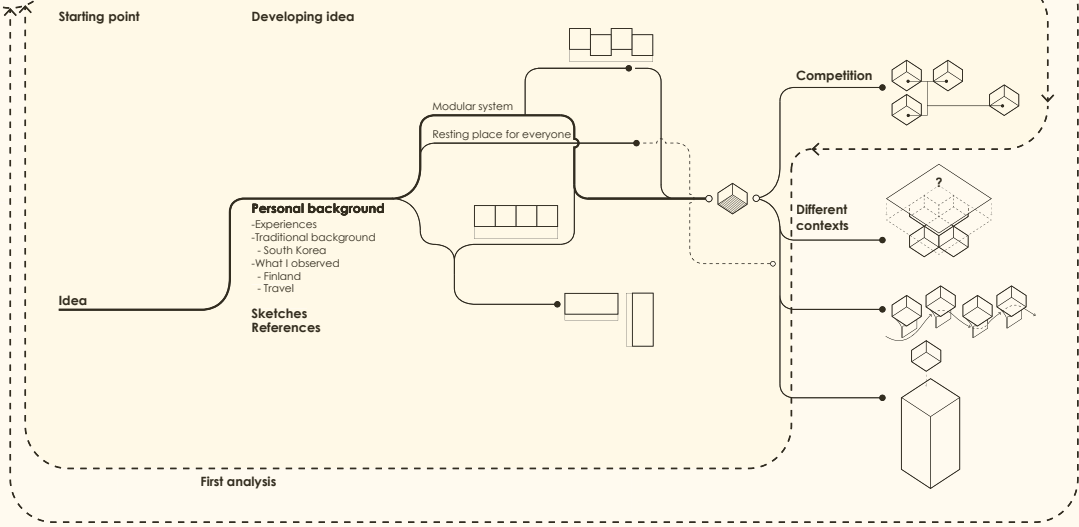 Starting point
Developing idea
Modular system
Resting place for everyone
Competition
Personal background
-Experiences
-Traditional background
- South Korea
-What I observed
- Finland
- Travel
Sketches
References
Idea
Different
contexts
?
First analysis